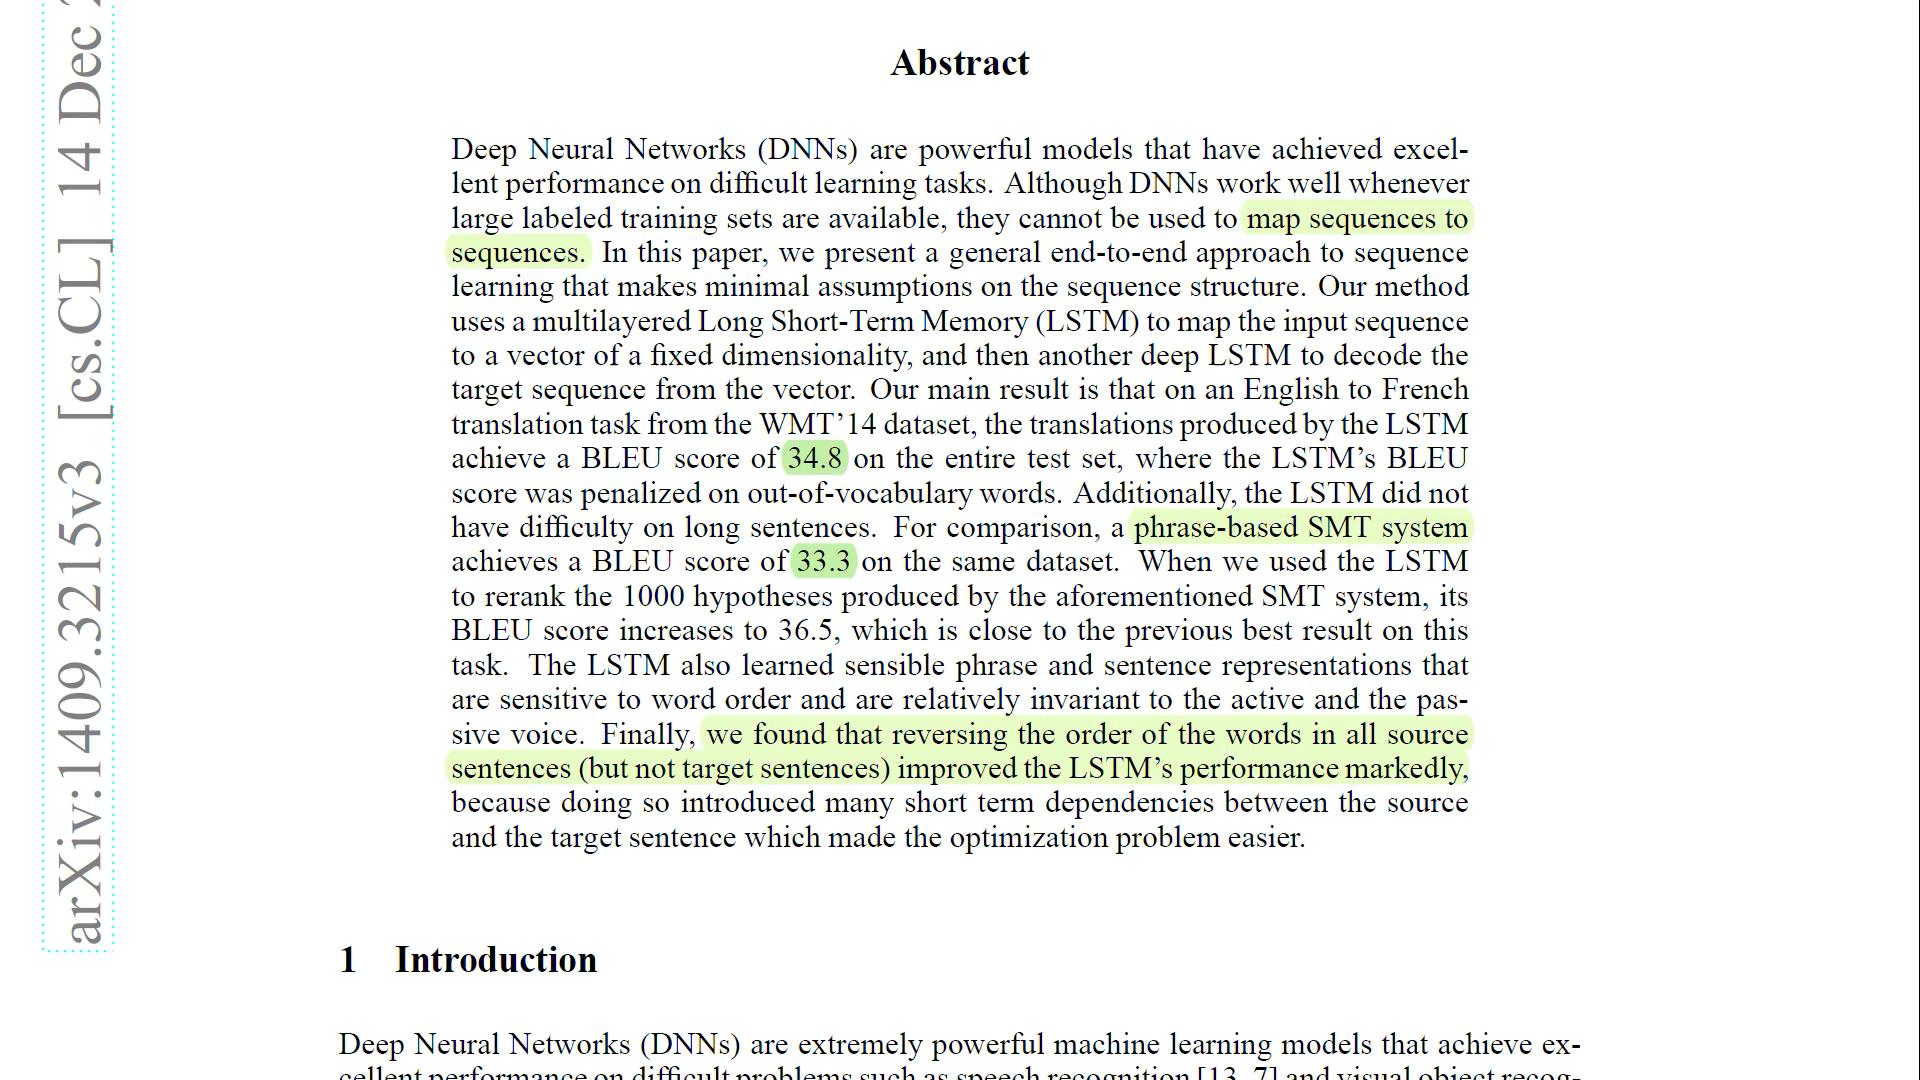 arXiv:1409.3215v3 [cs.CL] 14 Dec
Abstract
Deep Neural Networks (DNNs) are powerful models that have achieved excel-
lent performance on difficult learning tasks. Although DNNs work well whenever
large labeled training sets are available, they cannot be used to map sequences to
sequences. In this paper, we present a general end-to-end approach to sequence
learning that makes minimal assumptions on the sequence structure. Our method
uses a multilayered Long Short-Term Memory (LSTM) to map the input sequence
to a vector of a fixed dimensionality, and then another deep LSTM to decode the
target sequence from the vector. Our main result is that on an English to French
translation task from the WMT’14 dataset, the translations produced by the LSTM
achieve a BLEU score of 34.8 on the entire test set, where the LSTM’s BLEU
score was penalized on out-of-vocabulary words. Additionally, the LSTM did not
have difficulty on long sentences. For comparison, a phrase-based SMT system
achieves a BLEU score of 33.3 on the same dataset. When we used the LSTM
to rerank the 1000 hypotheses produced by the aforementioned SMT system, its
BLEU score increases to 36.5, which is close to the previous best result on this
task. The LSTM also learned sensible phrase and sentence representations that
are sensitive to word order and are relatively invariant to the active and the pas-
sive voice. Finally, we found that reversing the order of the words in all source
sentences (but not target sentences) improved the LSTM’s performance markedly,
because doing so introduced many short term dependencies between the source
and the target sentence which made the optimization problem easier.
1 Introduction
Deep Neural Networks (DNNs) are extremely powerful machine learning models that achieve ex-
cellent performance on difficult problems such as speech recognition [13, 7] and visual object recog-